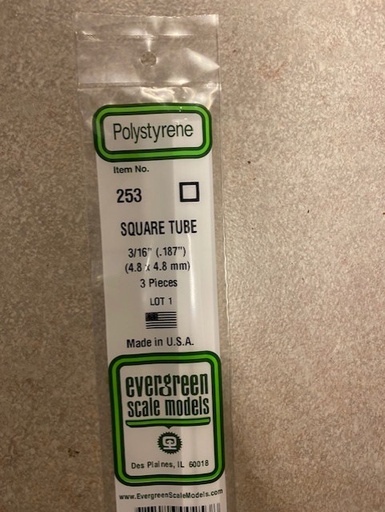 Polystyrene
Item No.
253
SQUARE TUBE
3/16" (.187")
(4.8 x 4.8 mm)
3 Pieces
LOT 1
Made in U.S.A.
evergreen
scale models
Des Plaines, IL 60018
www.EvergreenScaleModels.com